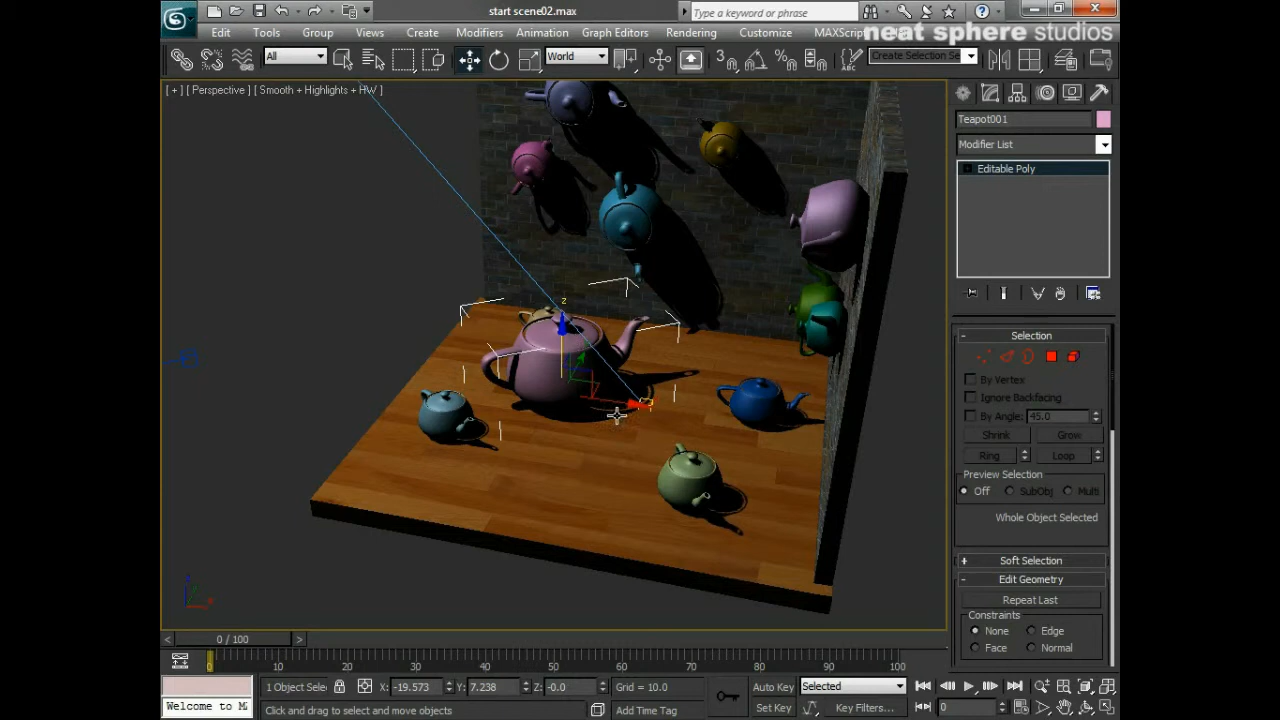 start scene02.max
Type a keyword or phrase
Edit Tools Group Views Create Modifiers Animation Graph Editors Rendering Customize MAXScri
neat sphere studios
All
World
3
Create Selection Se
[ + ] [ Perspective ] [ Smooth + Highlights + HW ]
Teapot001
Modifier List
Editable Poly
z
- Selection
By Vertex
Ignore Backfacing
By Angle: 45.0
Shrink Grow
Ring Loop
Preview Selection
Off SubObj Multi
Whole Object Selected
+ Soft Selection
- Edit Geometry
Repeat Last
Constraints
None Edge
Face Normal
< 0 / 100 >
0 10 20 30 40 50 60 70 80 90 100
1 Object Sele X: -19.573 Y: 7.238 Z: -0.0 Grid = 10.0 Auto Key Selected
Welcome to M
Click and drag to select and move objects Add Time Tag Set Key Key Filters... 0